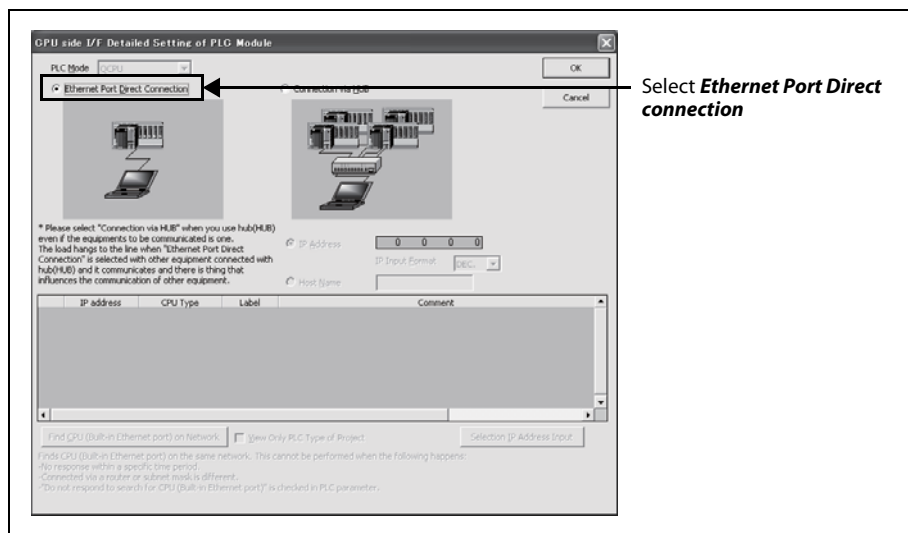 CPU side I/F Detailed Setting of PLC Module
PLC Mode QCPU
OK
Ethernet Port Direct Connection
Connection via HUB
Cancel
Select Ethernet Port Direct
connection
* Please select "Connection via HUB" when you use hub(HUB)
even if the equipments to be communicated is one.
The load hangs to the line when "Ethernet Port Direct
Connection" is selected with other equipment connected with
hub(HUB) and it communicates and there is thing that
influences the communication of other equipment.
IP Address 0 0 0 0
IP Input Format DEC.
Host Name
IP address CPU Type Label Comment
Find CPU (Built-in Ethernet port) on Network View Only PLC Type of Project Selection IP Address Input
Finds CPU (Built-in Ethernet port) on the same network. This cannot be performed when the following happens:
-No response within a specific time period.
-Connected via a router or subnet mask is different.
-"Do not respond to search for CPU (Built-in Ethernet port)" is checked in PLC parameter.